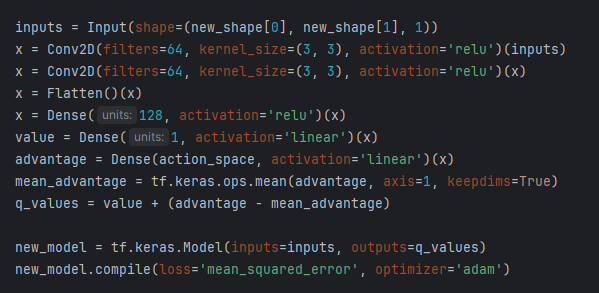 inputs = Input(shape=(new_shape[0], new_shape[1], 1))
x = Conv2D(filters=64, kernel_size=(3, 3), activation='relu')(inputs)
x = Conv2D(filters=64, kernel_size=(3, 3), activation='relu')(x)
x = Flatten()(x)
x = Dense( units: 128, activation='relu')(x)
value = Dense( units: 1, activation='linear')(x)
advantage = Dense(action_space, activation='linear')(x)
mean_advantage = tf.keras.ops.mean(advantage, axis=1, keepdims=True)
q_values = value + (advantage - mean_advantage)
new_model = tf.keras.Model(inputs=inputs, outputs=q_values)
new_model.compile(loss='mean_squared_error', optimizer='adam')